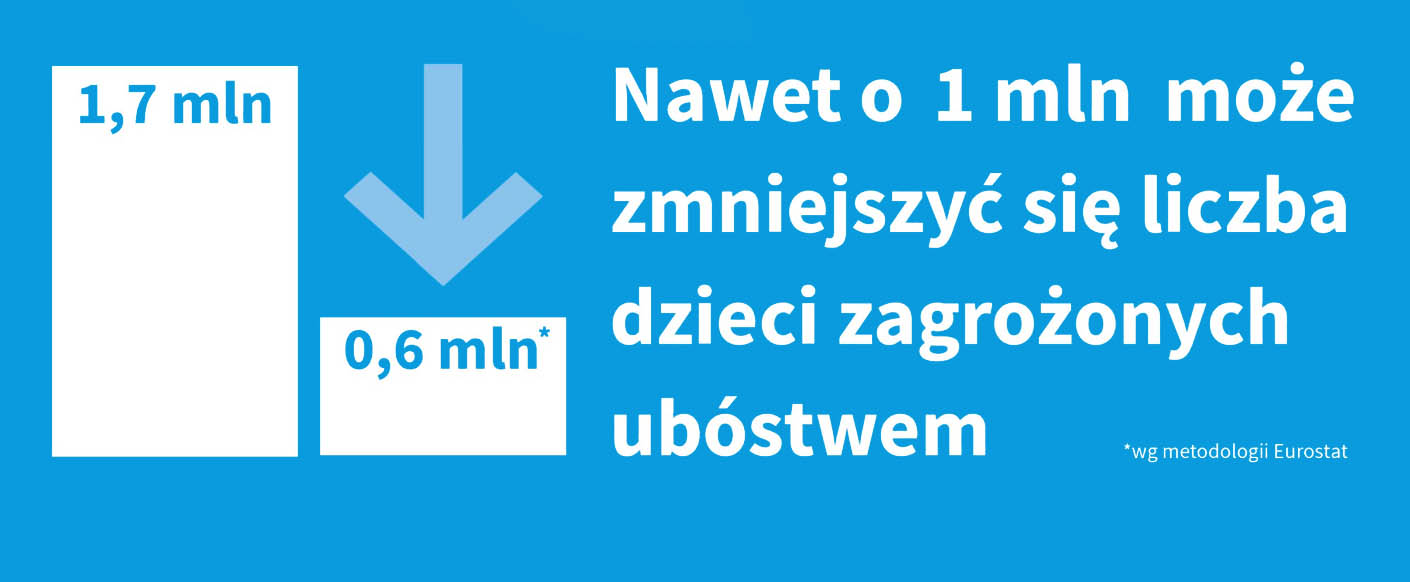 1,7 mln
0,6 mln*
Nawet o 1 mln może
zmniejszyć się liczba
dzieci zagrożonych
ubóstwem
*wg metodologii Eurostat